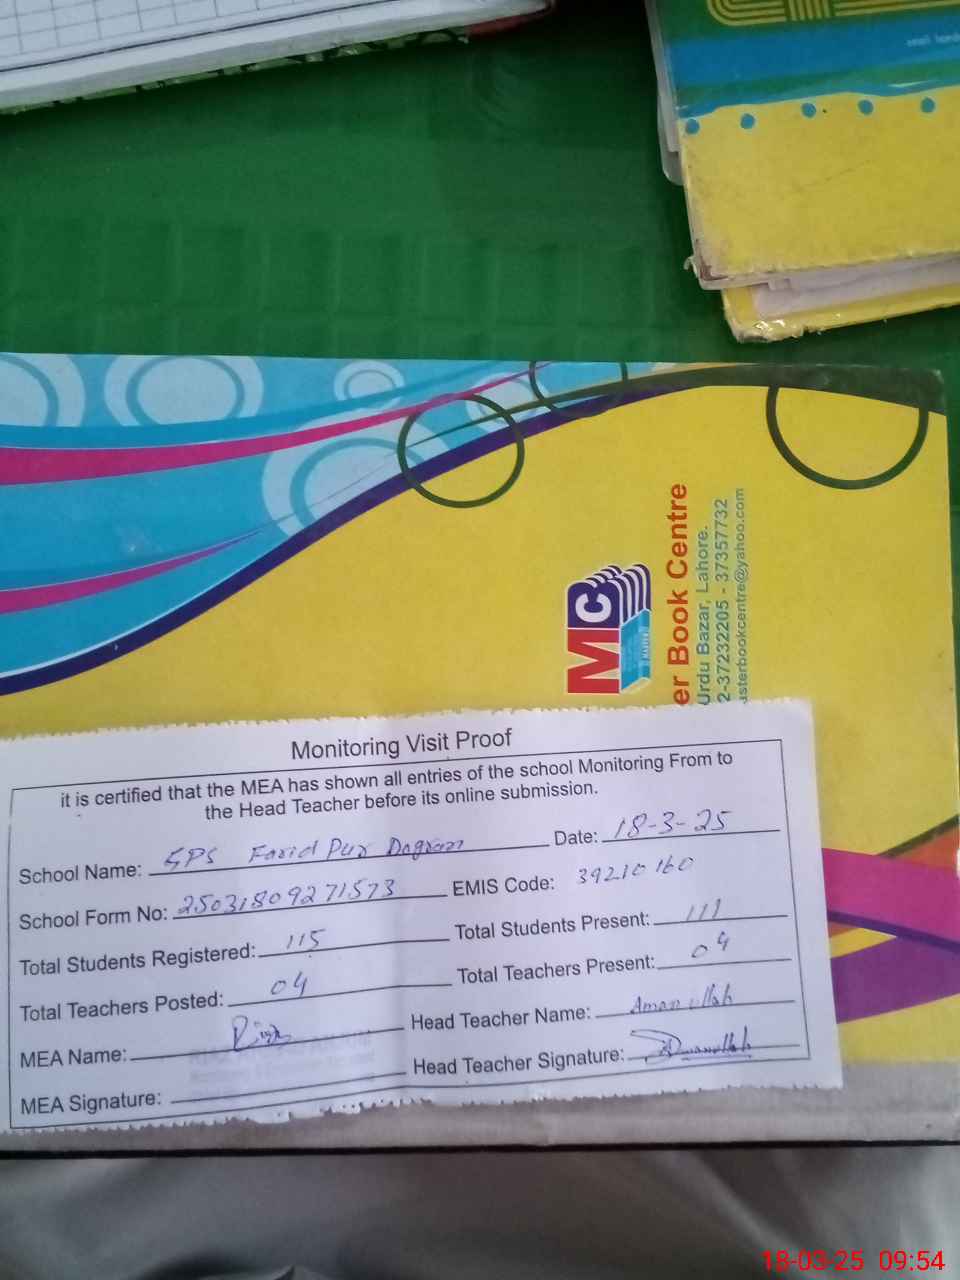 er Book Centre
Urdu Bazar, Lahore.
2-37232205 - 37357732
usterbookcentre@yahoo.com
MC
Monitoring Visit Proof
it is certified that the MEA has shown all entries of the school Monitoring From to
the Head Teacher before its online submission.
School Name: GPS Farid Pur Dogran Date: 18-3-25
School Form No: 25031809271573 EMIS Code: 39210160
Total Students Registered: 115 Total Students Present: 111
Total Teachers Posted: 04 Total Teachers Present: 04
MEA Name: Head Teacher Name: Amanullah
MEA Signature: Head Teacher Signature: Amanullah
18-03-25 09:54